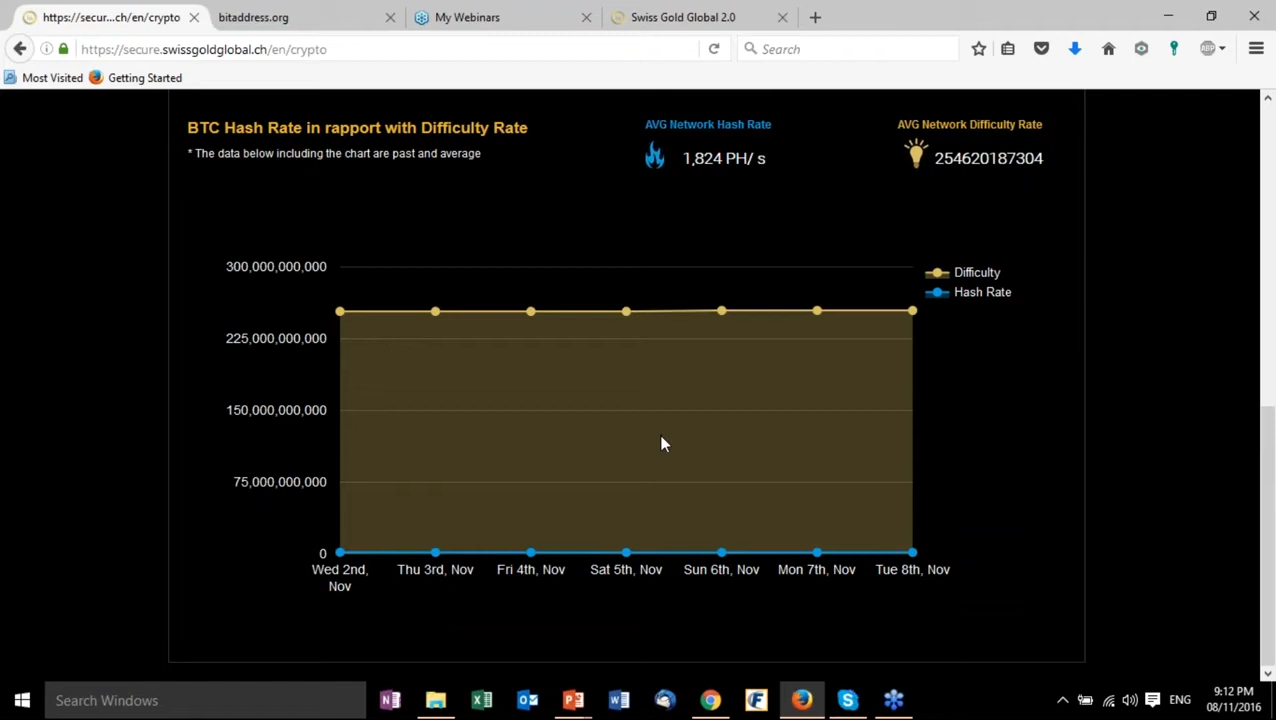 https://secur...ch/en/crypto
bitaddress.org
My Webinars
Swiss Gold Global 2.0
https://secure.swissgoldglobal.ch/en/crypto
Search
ABP
Most Visited
Getting Started
BTC Hash Rate in rapport with Difficulty Rate
* The data below including the chart are past and average
AVG Network Hash Rate
1,824 PH/ s
AVG Network Difficulty Rate
254620187304
300,000,000,000
225,000,000,000
150,000,000,000
75,000,000,000
0
Difficulty
Hash Rate
Wed 2nd,
Nov
Thu 3rd, Nov
Fri 4th, Nov
Sat 5th, Nov
Sun 6th, Nov
Mon 7th, Nov
Tue 8th, Nov
Search Windows
ENG
9:12 PM
08/11/2016